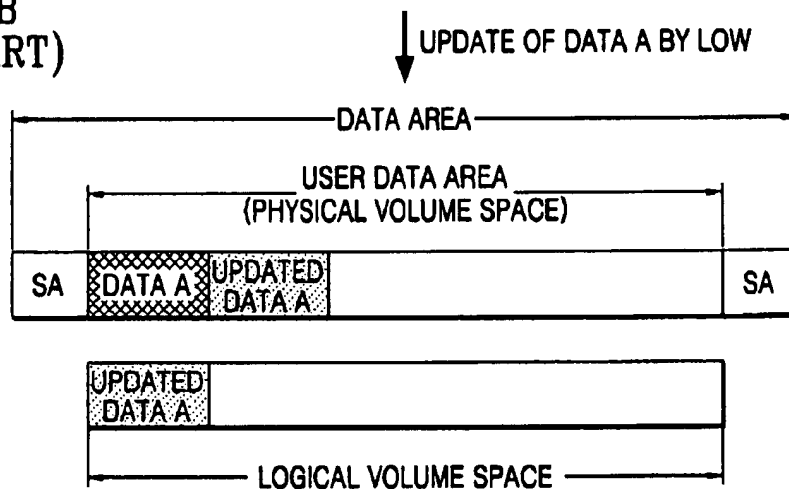 B
RT)
UPDATE OF DATA A BY LOW
DATA AREA
USER DATA AREA
(PHYSICAL VOLUME SPACE)
SA
DATA A
UPDATED
DATA A
SA
UPDATED
DATA A
LOGICAL VOLUME SPACE